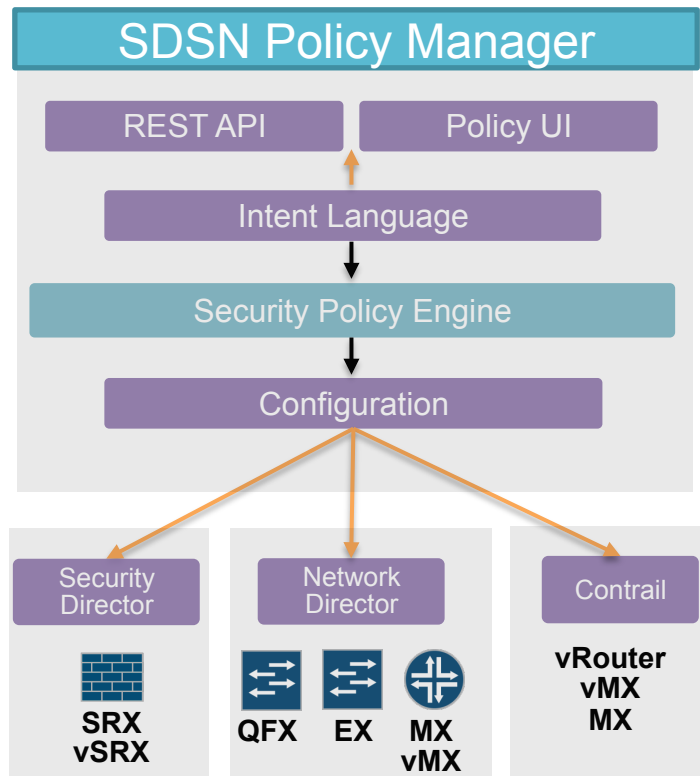 SDSN Policy Manager
REST API
Policy UI
Intent Language
Security Policy Engine
Configuration
Security
Director
Network
Director
Contrail
SRX
vSRX
QFX
EX
MX
vMX
vRouter
vMX
MX